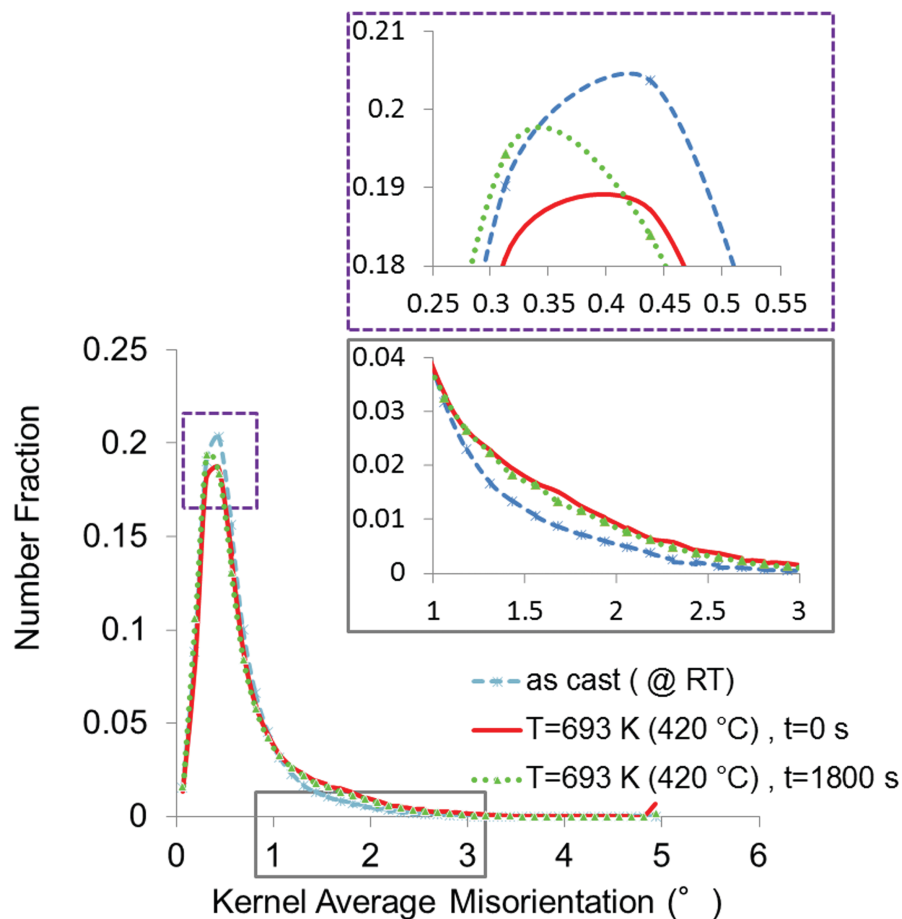 0.21
0.2
0.19
0.18
0.25 0.3 0.35 0.4 0.45 0.5 0.55
0.04
0.03
0.02
0.01
0
1 1.5 2 2.5 3
0.25
0.2
0.15
0.1
0.05
0
0 1 2 3 4 5 6
Number Fraction
Kernel Average Misorientation (° )
as cast ( @ RT)
T=693 K (420 °C) , t=0 s
T=693 K (420 °C) , t=1800 s